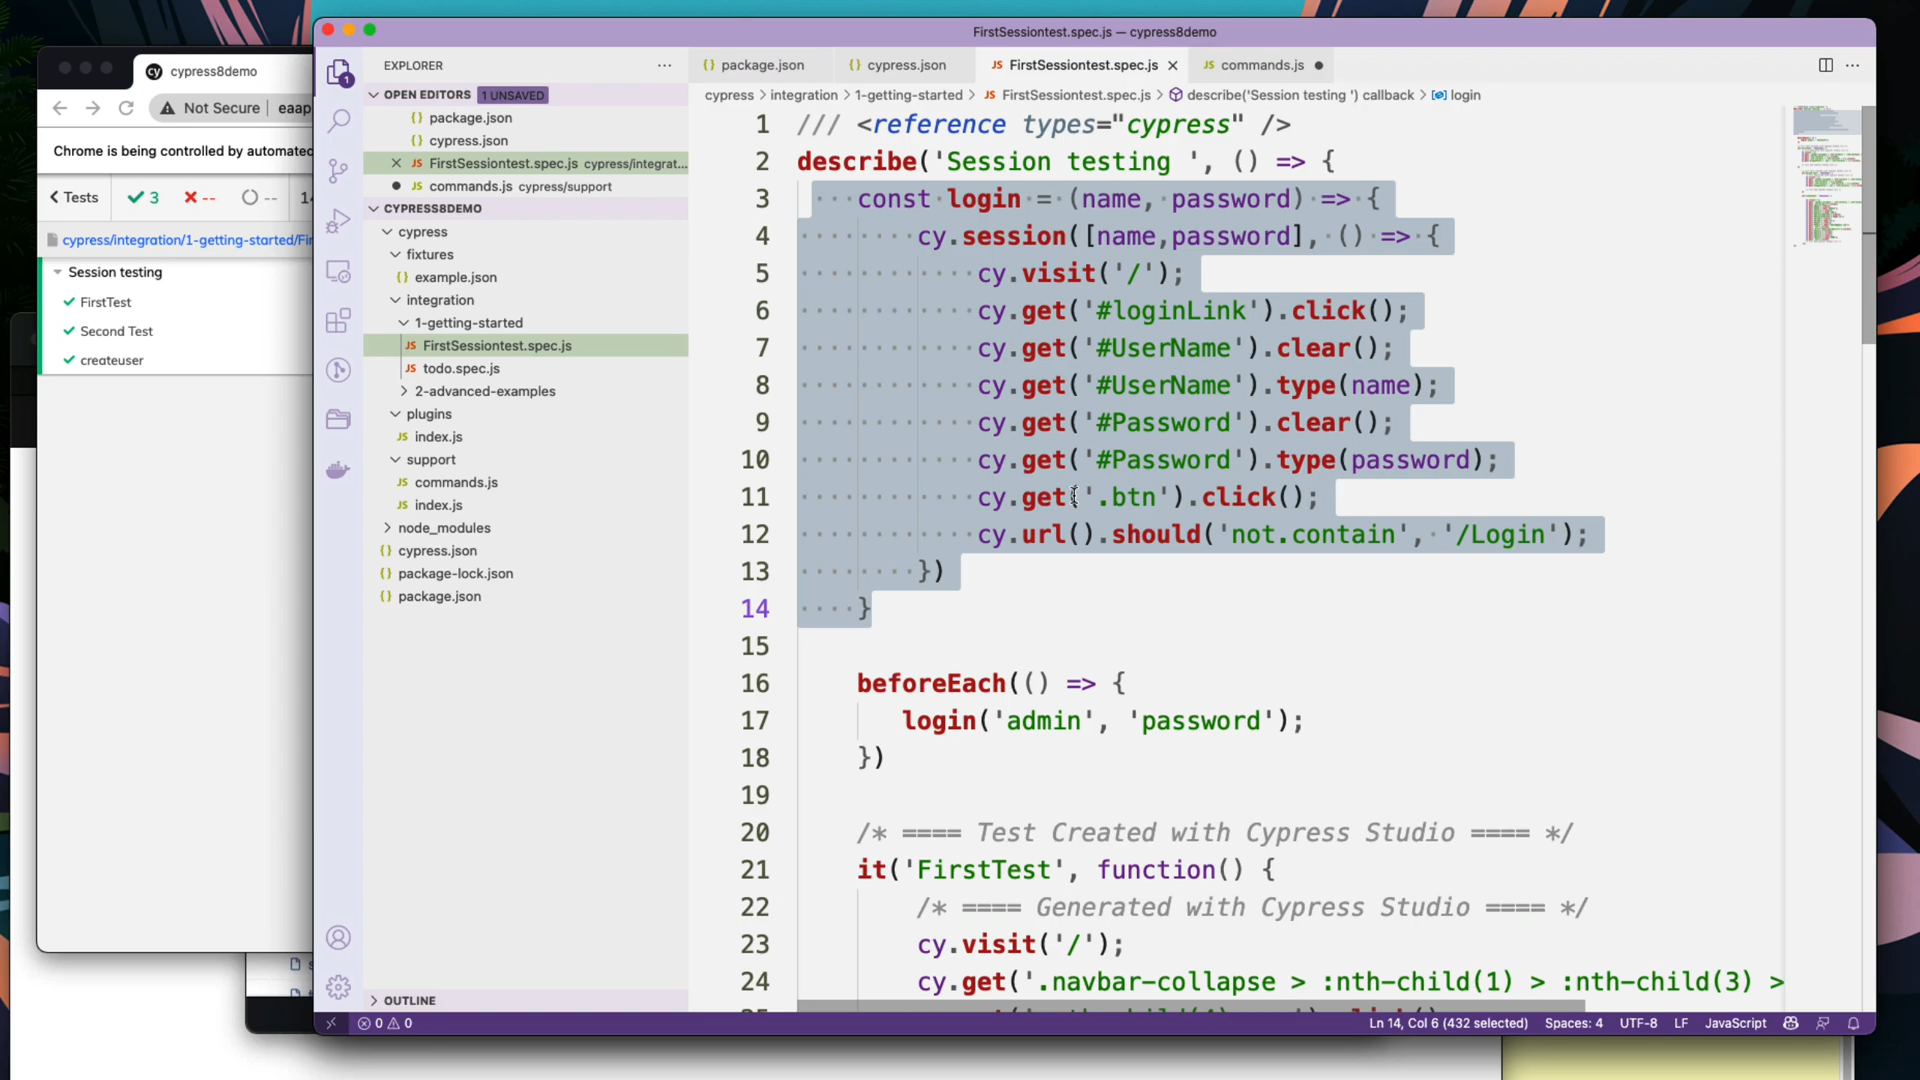 FirstSessiontest.spec.js — cypress8demo
cypress8demo
Not Secure
eaap
Chrome is being controlled by automated
Tests
3
--
--
cypress/integration/1-getting-started/Fir
Session testing
FirstTest
Second Test
createuser
1
EXPLORER
···
OPEN EDITORS
1 UNSAVED
package.json
cypress.json
FirstSessiontest.spec.js cypress/integrat...
commands.js cypress/support
CYPRESS8DEMO
cypress
fixtures
example.json
integration
1-getting-started
FirstSessiontest.spec.js
todo.spec.js
2-advanced-examples
plugins
index.js
support
commands.js
index.js
node_modules
cypress.json
package-lock.json
package.json
OUTLINE
package.json
cypress.json
FirstSessiontest.spec.js
commands.js
cypress > integration > 1-getting-started > JS FirstSessiontest.spec.js > describe('Session testing ') callback > login
1 /// <reference types="cypress" />
2 describe('Session testing ', () => {
3 const login = (name, password) => {
4 cy.session([name,password], () => {
5 cy.visit('/');
6 cy.get('#loginLink').click();
7 cy.get('#UserName').clear();
8 cy.get('#UserName').type(name);
9 cy.get('#Password').clear();
10 cy.get('#Password').type(password);
11 cy.get('.btn').click();
12 cy.url().should('not.contain', '/Login');
13 })
14 }
15
16 beforeEach(() => {
17 login('admin', 'password');
18 })
19
20 /* ==== Test Created with Cypress Studio ==== */
21 it('FirstTest', function() {
22 /* ==== Generated with Cypress Studio ==== */
23 cy.visit('/');
24 cy.get('.navbar-collapse > :nth-child(1) > :nth-child(3) >
0 0
Ln 14, Col 6 (432 selected)
Spaces: 4
UTF-8
LF
JavaScript